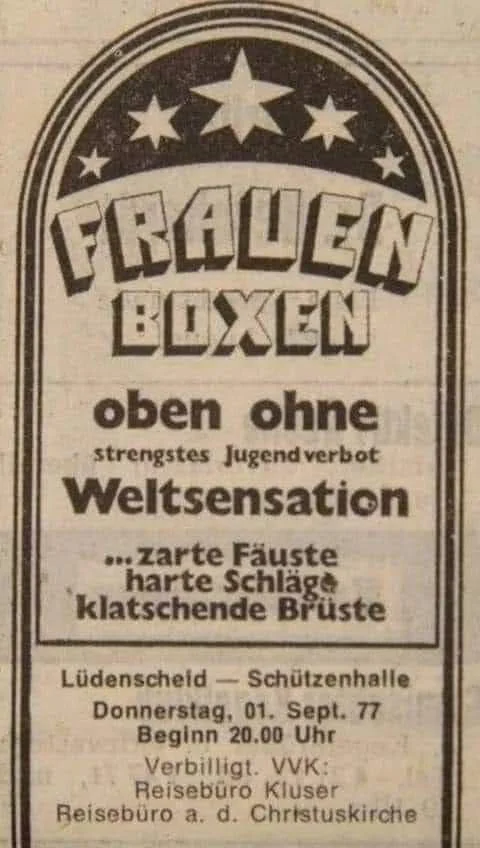 FRAUEN
BOXEN
oben ohne
strengstes Jugendverbot
Weltsensation
...zarte Fäuste
harte Schläge
klatschende Brüste
Lüdenscheid — Schützenhalle
Donnerstag, 01. Sept. 77
Beginn 20.00 Uhr
Verbilligt. VVK:
Reisebüro Kluser
Reisebüro a. d. Christuskirche